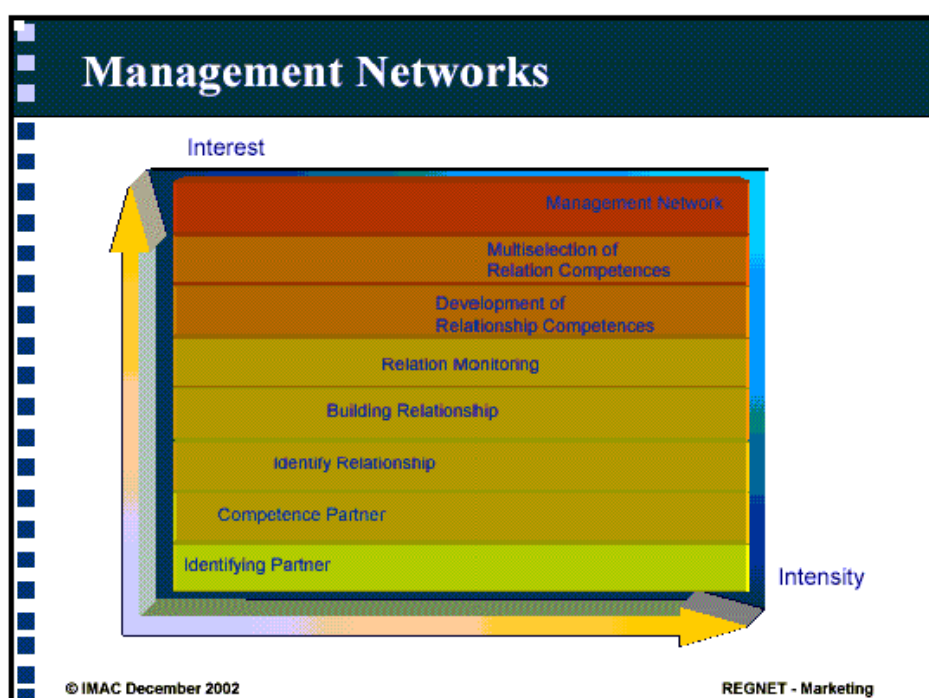 Management Networks
Interest
Management Network
Multiselection of
Relation Competences
Development of
Relationship Competences
Relation Monitoring
Building Relationship
Identify Relationship
Competence Partner
Identifying Partner
Intensity
© IMAC December 2002
REGNET - Marketing